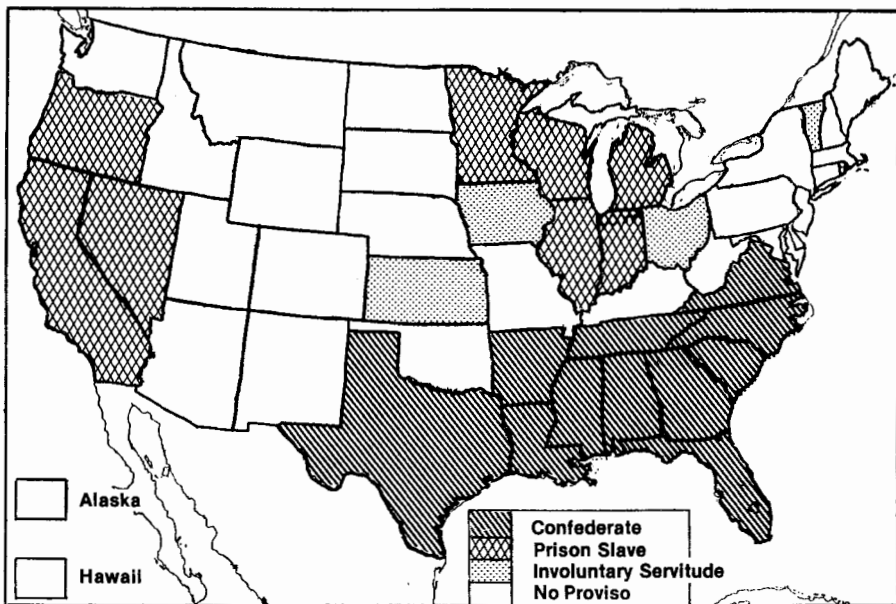 Alaska
Hawaii
Confederate
Prison Slave
Involuntary Servitude
No Proviso